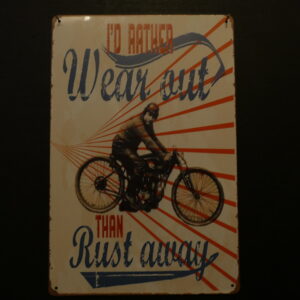 I'D RATHER
Wear out
THAN
Rust away